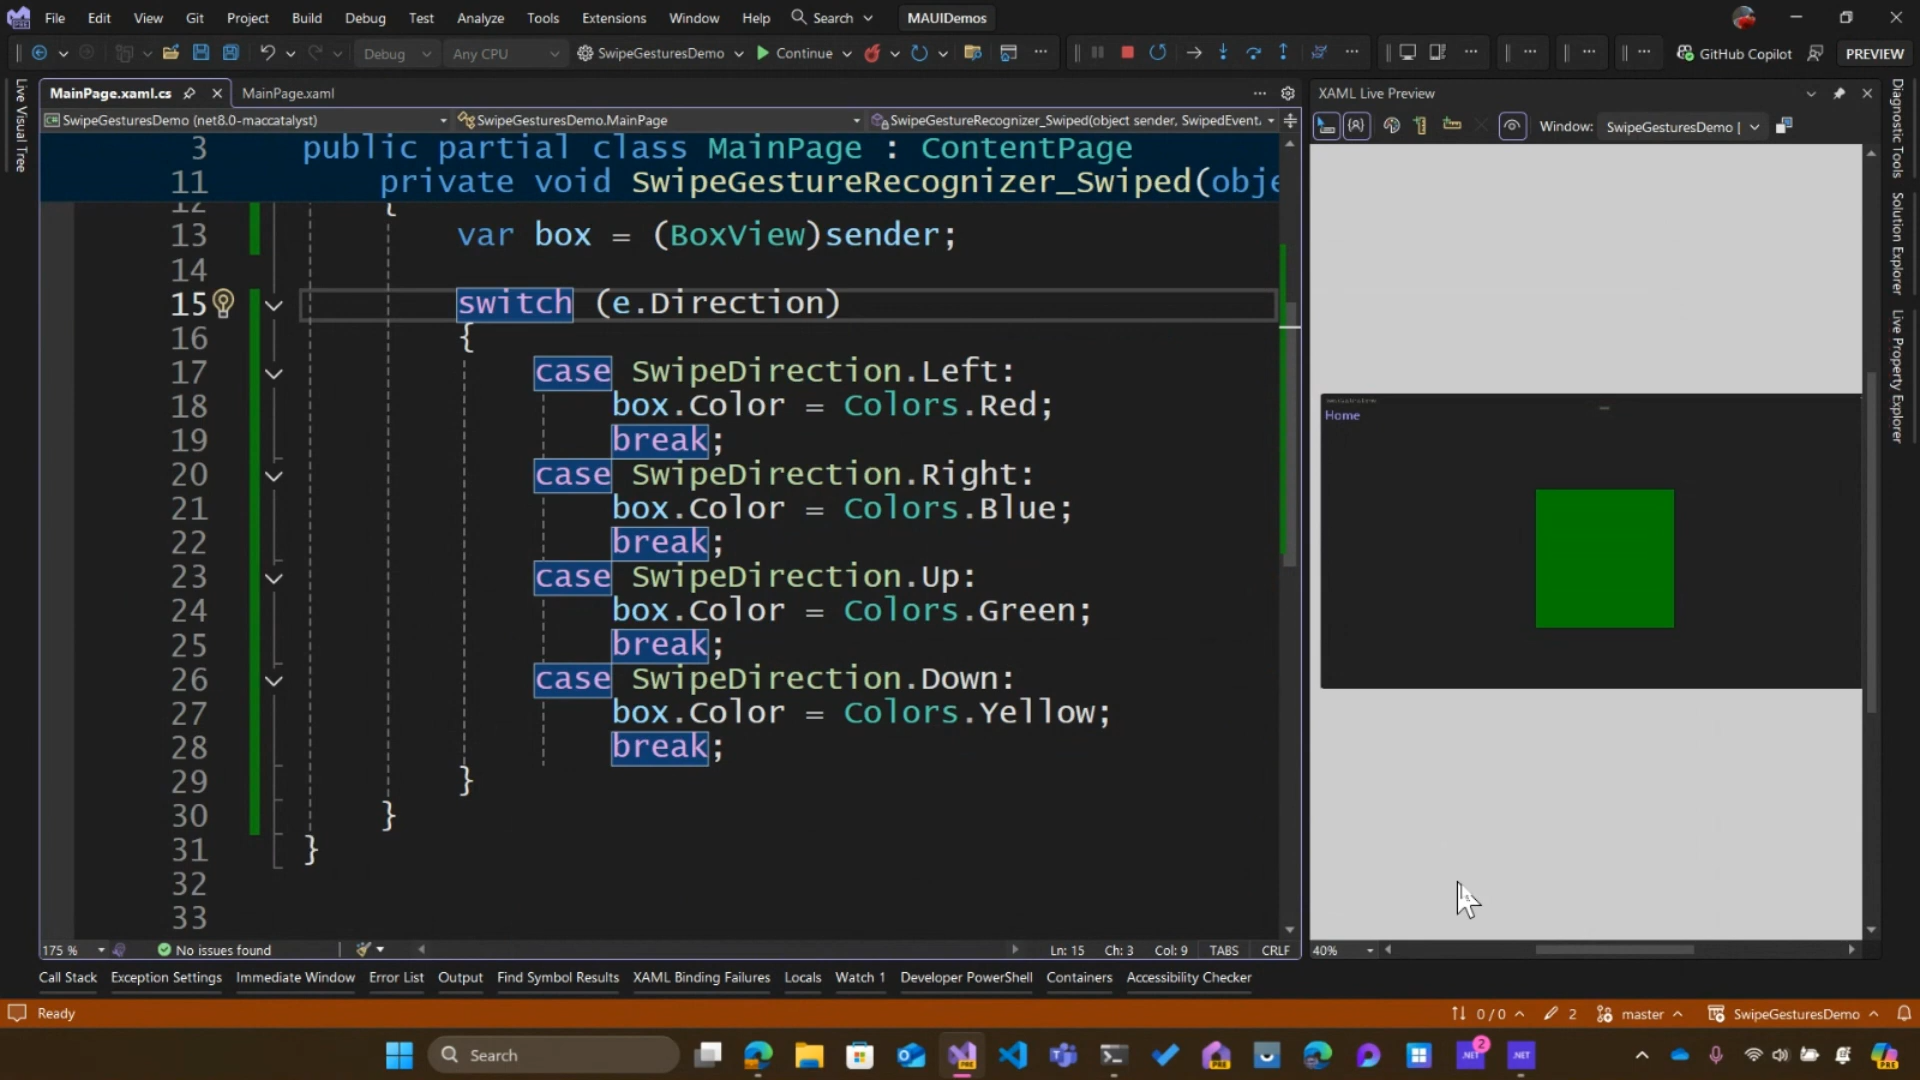 File Edit View Git Project Build Debug Test Analyze Tools Extensions Window Help Search MAUIDemos
Debug Any CPU SwipeGesturesDemo Continue GitHub Copilot PREVIEW
MainPage.xaml.cs MainPage.xaml
SwipeGesturesDemo (net8.0-maccatalyst) SwipeGesturesDemo.MainPage SwipeGestureRecognizer_Swiped(object sender, SwipedEvent.
3 public partial class MainPage : ContentPage
11 private void SwipeGestureRecognizer_Swiped(obje
12 {
13 var box = (BoxView)sender;
14
15 switch (e.Direction)
16 {
17 case SwipeDirection.Left:
18 box.Color = Colors.Red;
19 break;
20 case SwipeDirection.Right:
21 box.Color = Colors.Blue;
22 break;
23 case SwipeDirection.Up:
24 box.Color = Colors.Green;
25 break;
26 case SwipeDirection.Down:
27 box.Color = Colors.Yellow;
28 break;
29 }
30 }
31 }
32
33
175 % No issues found Ln: 15 Ch: 3 Col: 9 TABS CRLF
XAML Live Preview
Window: SwipeGesturesDemo |
Home
40%
Live Visual Tree
Diagnostic Tools
Solution Explorer
Live Property Explorer
Call Stack Exception Settings Immediate Window Error List Output Find Symbol Results XAML Binding Failures Locals Watch 1 Developer PowerShell Containers Accessibility Checker
Ready 0 / 0 2 master SwipeGesturesDemo
Search PRE PRE .NET 2 .NET PRE